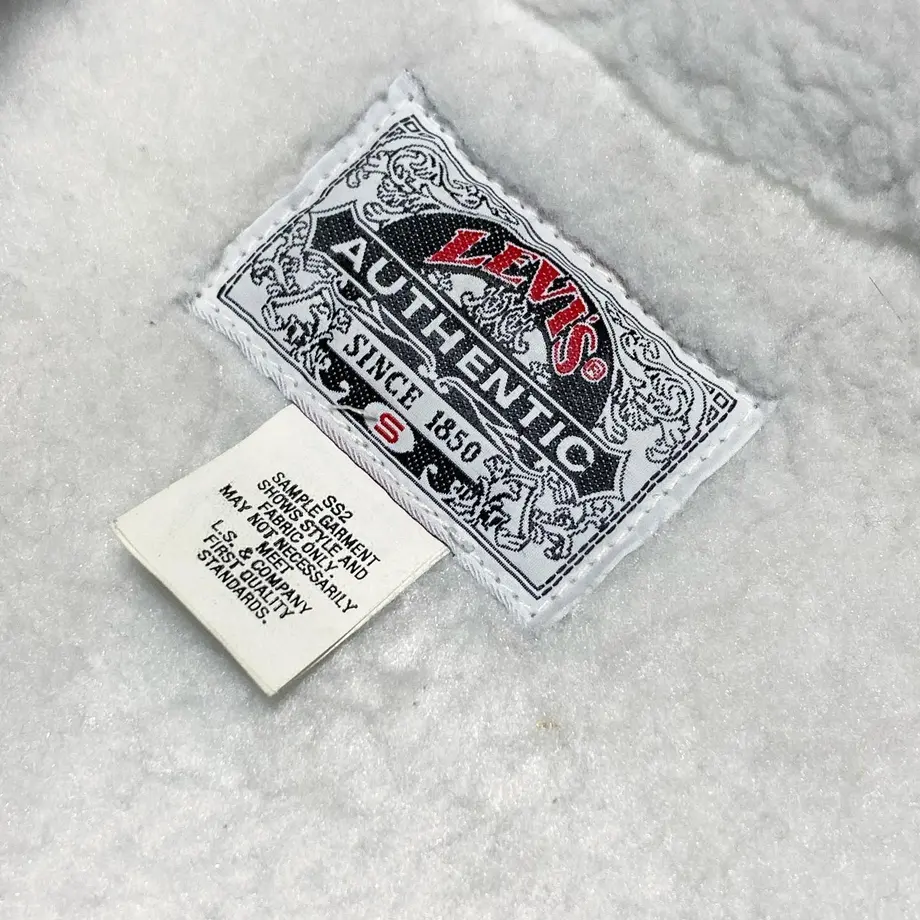 LEVI'S®
AUTHENTIC
SINCE 1850
S
SS2
SAMPLE GARMENT
SHOWS STYLE AND
FABRIC ONLY
MAY NOT NECESSARILY
MEET
L.S. & COMPANY
FIRST QUALITY
STANDARDS.